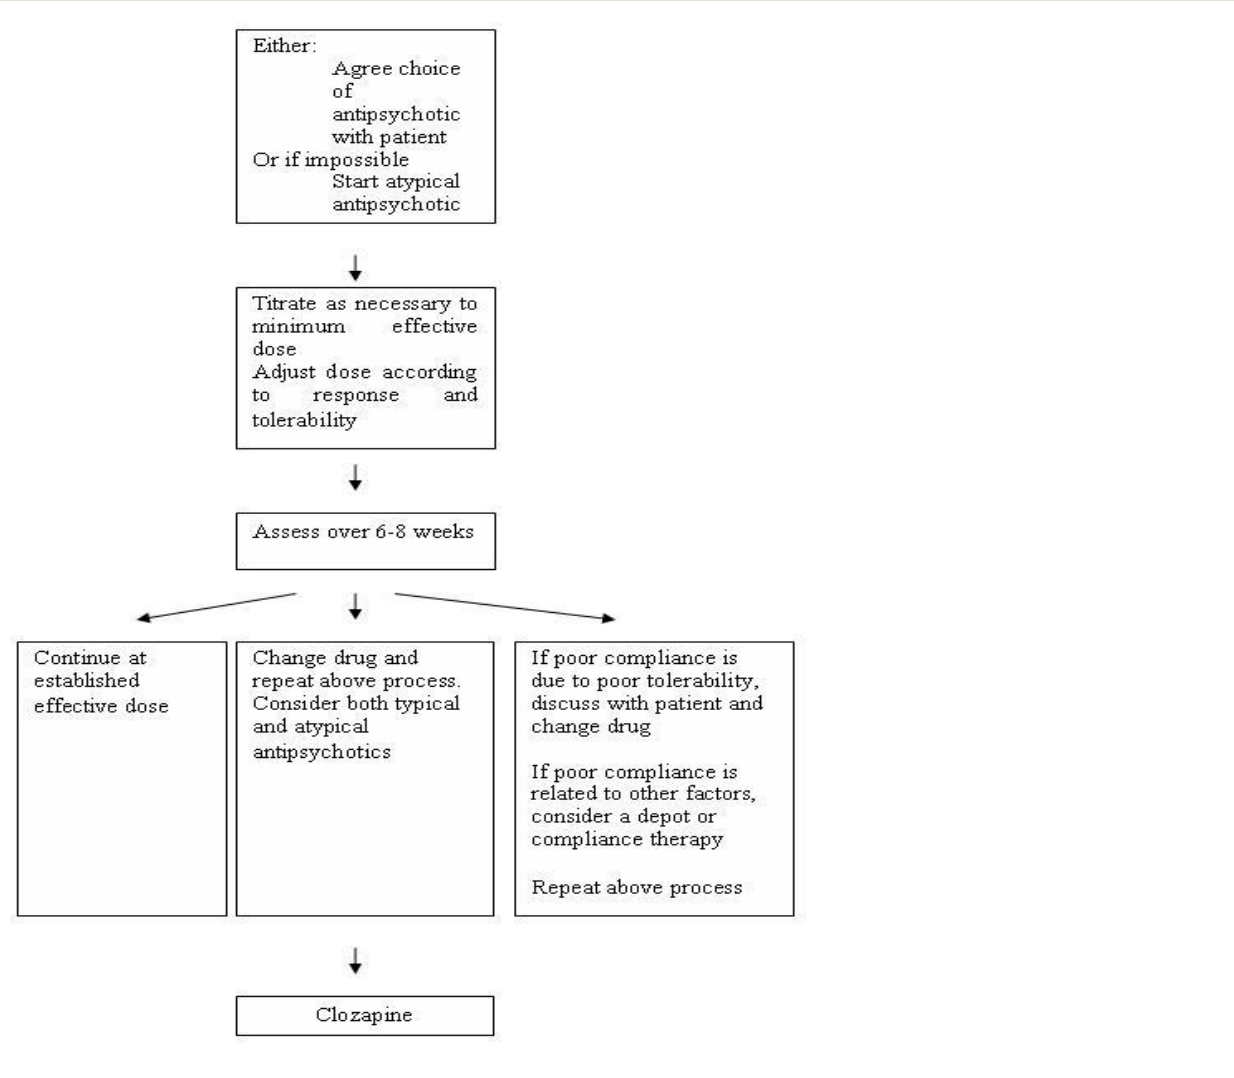 Either:
Agree choice
of
antipsychotic
with patient
Or if impossible
Start atypical
antipsychotic
Titrate as necessary to
minimum effective
dose
Adjust dose according
to response and
tolerability
Assess over 6-8 weeks
Continue at
established
effective dose
Change drug and
repeat above process.
Consider both typical
and atypical
antipsychotics
If poor compliance is
due to poor tolerability,
discuss with patient and
change drug
If poor compliance is
related to other factors,
consider a depot or
compliance therapy
Repeat above process
Clozapine